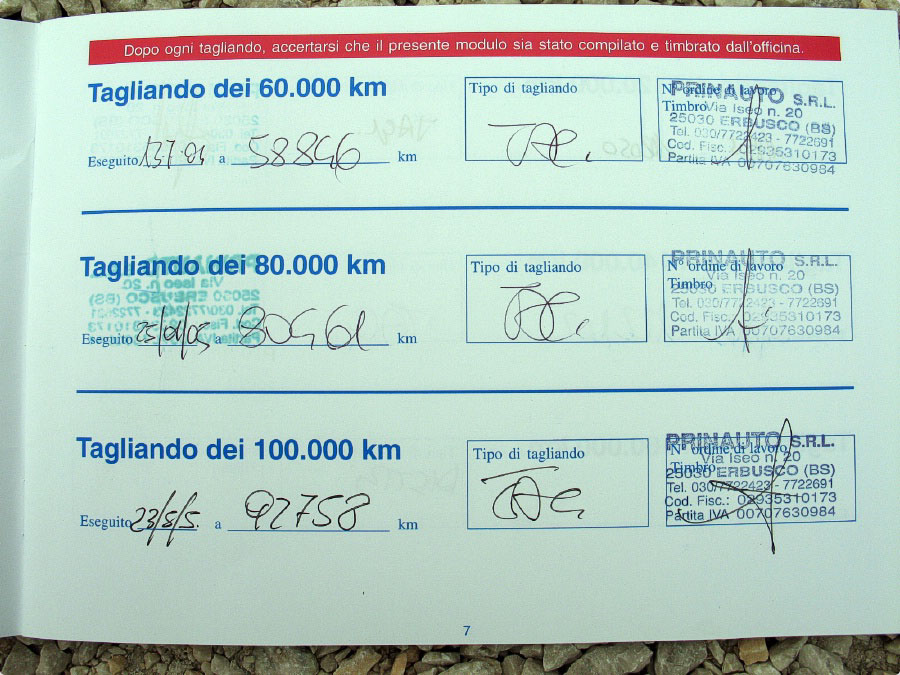 Dopo ogni tagliando, accertarsi che il presente modulo sia stato compilato e timbrato dall'officina.
Tagliando dei 60.000 km
Eseguito a 58846 km
Tipo di tagliando
N° ordine di lavoro
Timbro
PRINAUTO S.R.L.
Via Iseo n. 20
25030 ERBUSCO (BS)
Tel. 030/7722423 - 7722691
Cod. Fisc.: 02935310173
Partita IVA 00707630984
Tagliando dei 80.000 km
Eseguito a km
Tipo di tagliando
N° ordine di lavoro
Timbro
PRINAUTO S.R.L.
Via Iseo n. 20
25030 ERBUSCO (BS)
Tel. 030/7722423 - 7722691
Cod. Fisc.: 02935310173
Partita IVA 00707630984
Tagliando dei 100.000 km
Eseguito 23/5/5. a 92758 km
Tipo di tagliando
N° ordine di lavoro
Timbro
PRINAUTO S.R.L.
Via Iseo n. 20
25030 ERBUSCO (BS)
Tel. 030/7722423 - 7722691
Cod. Fisc.: 02935310173
Partita IVA 00707630984
7